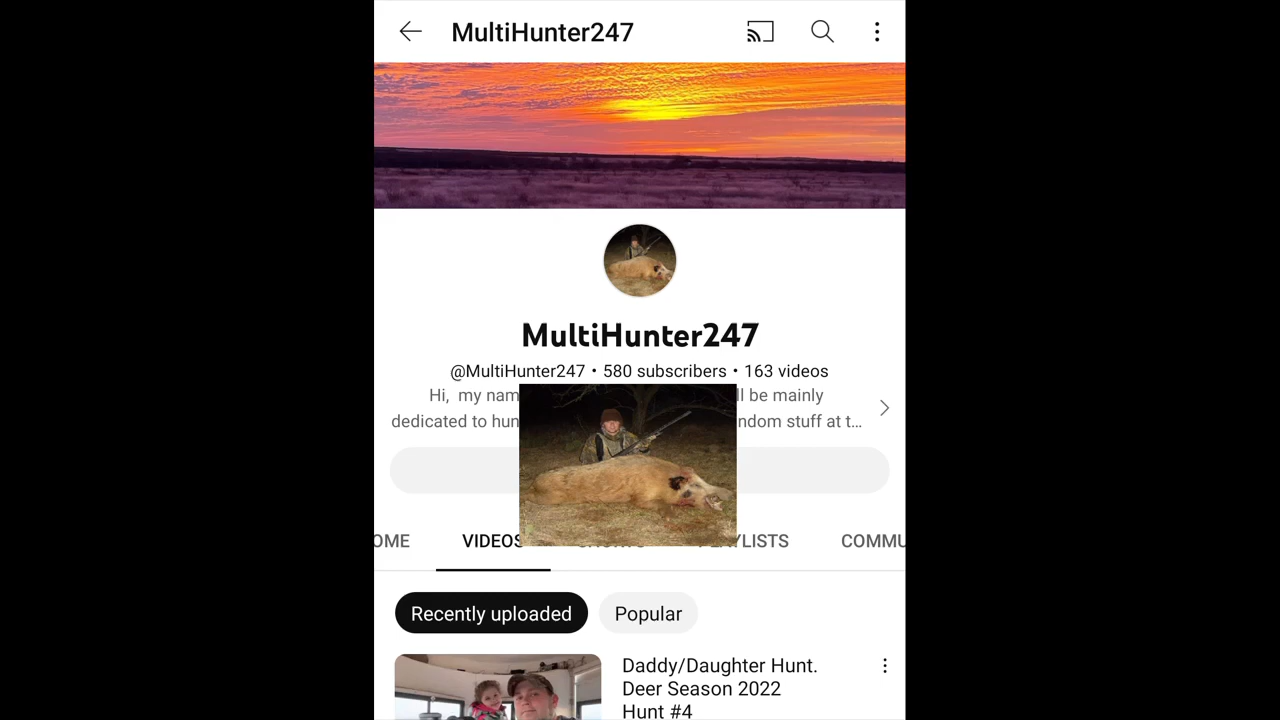 MultiHunter247
MultiHunter247
@MultiHunter247 • 580 subscribers • 163 videos
Hi, my nam ll be mainly
dedicated to hun ndom stuff at t...
OME VIDEOS YLISTS COMMU
Recently uploaded Popular
Daddy/Daughter Hunt.
Deer Season 2022
Hunt #4